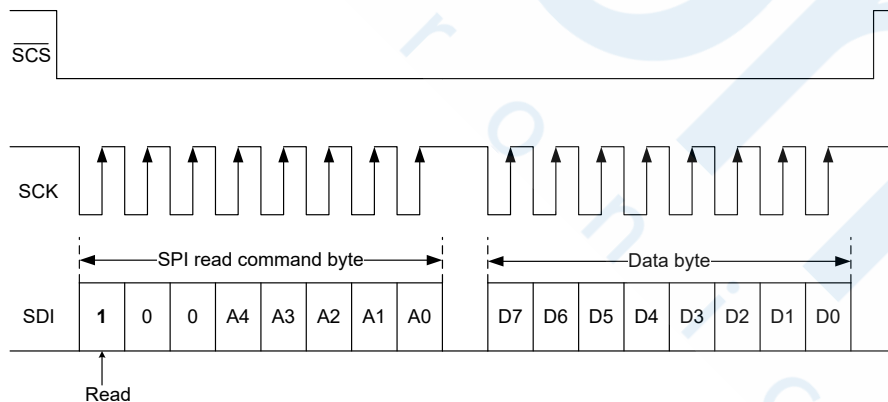 SCS
SCK
SPI read command byte Data byte
SDI 1 0 0 A4 A3 A2 A1 A0 D7 D6 D5 D4 D3 D2 D1 D0
Read
r o n i c